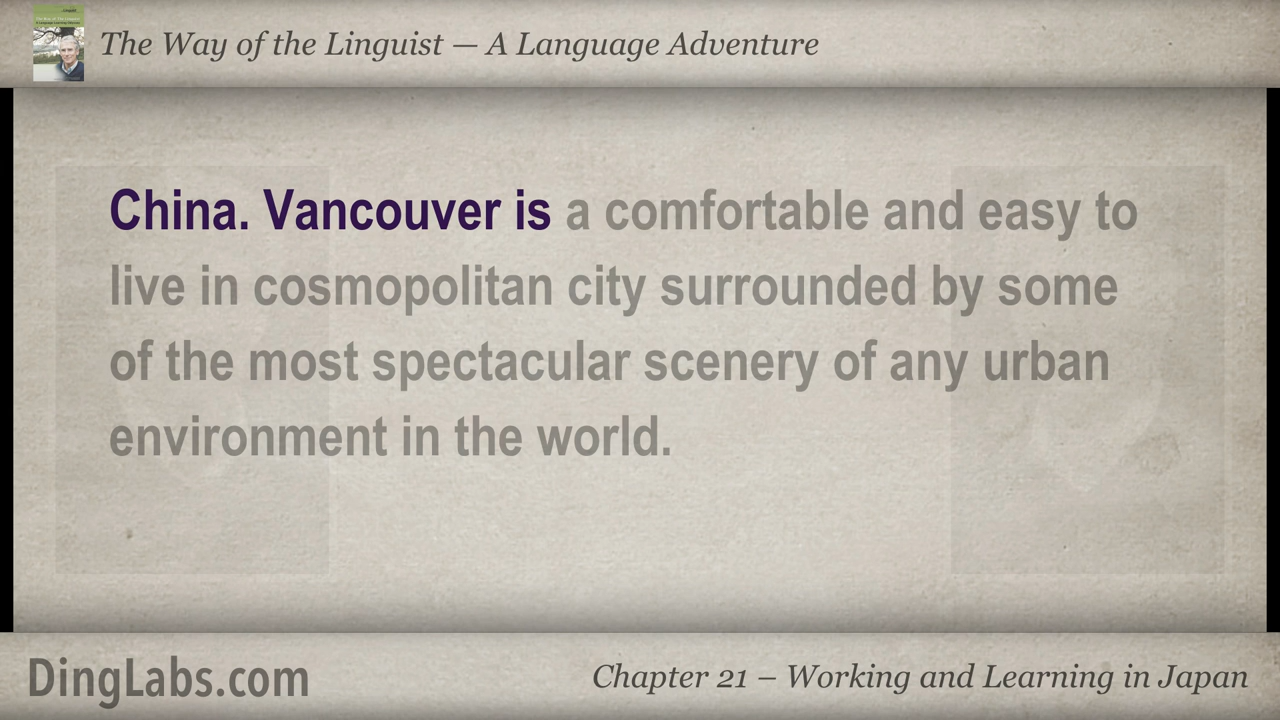 The Way of the Linguist — A Language Adventure
China. Vancouver is a comfortable and easy to
live in cosmopolitan city surrounded by some
of the most spectacular scenery of any urban
environment in the world.
DingLabs.com
Chapter 21 – Working and Learning in Japan